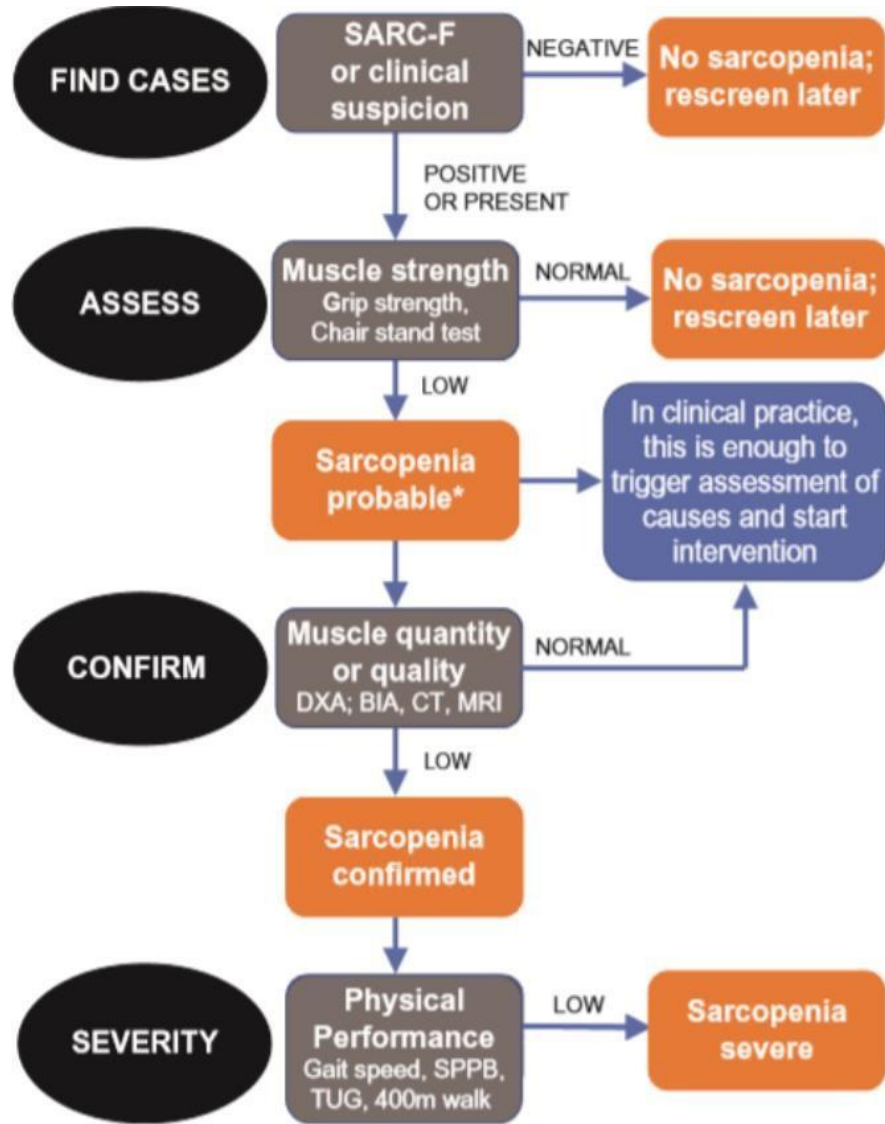 FIND CASES
SARC-F
or clinical
suspicion
NEGATIVE
No sarcopenia;
rescreen later
POSITIVE
OR PRESENT
ASSESS
Muscle strength
Grip strength,
Chair stand test
NORMAL
No sarcopenia;
rescreen later
LOW
Sarcopenia
probable*
In clinical practice,
this is enough to
trigger assessment of
causes and start
intervention
CONFIRM
Muscle quantity
or quality
DXA; BIA, CT, MRI
NORMAL
LOW
Sarcopenia
confirmed
SEVERITY
Physical
Performance
Gait speed, SPPB,
TUG, 400m walk
LOW
Sarcopenia
severe